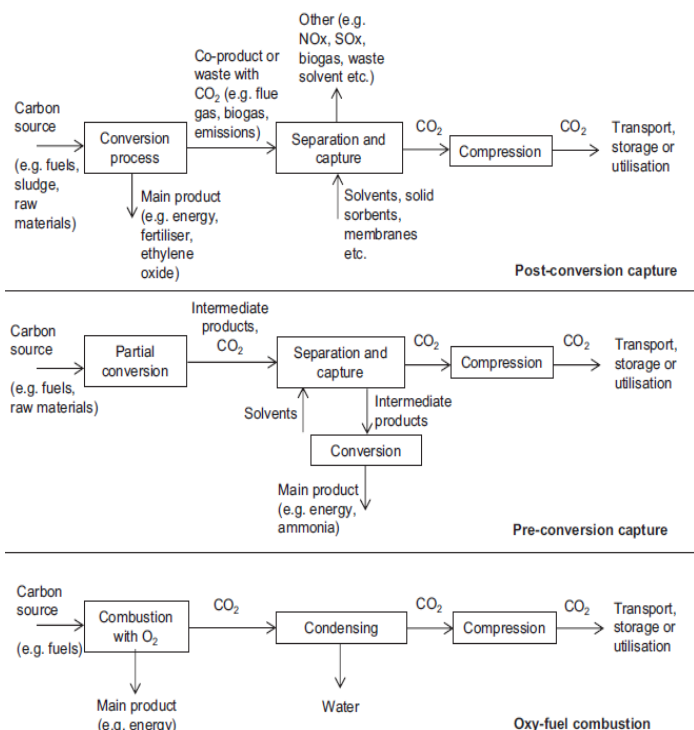 Other (e.g.
NOx, SOx,
biogas, waste
solvent etc.)
Co-product or
waste with
CO₂ (e.g. flue
gas, biogas,
emissions)
Carbon
source
(e.g. fuels,
sludge,
raw
materials)
Conversion
process
Main product
(e.g. energy,
fertiliser,
ethylene
oxide)
Separation and
capture
Solvents, solid
sorbents,
membranes
etc.
CO₂
Compression
CO₂
Transport,
storage or
utilisation
Post-conversion capture
Carbon
source
(e.g. fuels,
raw materials)
Partial
conversion
Intermediate
products,
CO₂
Separation and
capture
Solvents
Intermediate
products
Conversion
Main product
(e.g. energy,
ammonia)
CO₂
Compression
CO₂
Transport,
storage or
utilisation
Pre-conversion capture
Carbon
source
(e.g. fuels)
Combustion
with O₂
Main product
(e.g. energy)
CO₂
Condensing
Water
CO₂
Compression
CO₂
Transport,
storage or
utilisation
Oxy-fuel combustion